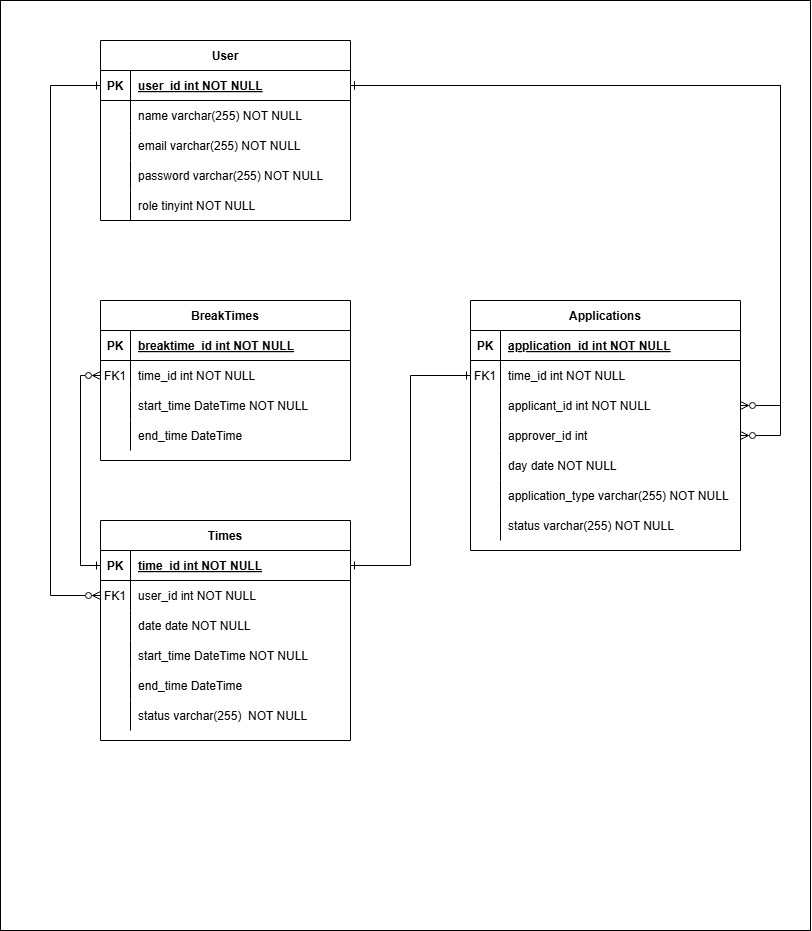 User
PK user_id int NOT NULL
name varchar(255) NOT NULL
email varchar(255) NOT NULL
password varchar(255) NOT NULL
role tinyint NOT NULL
BreakTimes
PK breaktime_id int NOT NULL
FK1 time_id int NOT NULL
start_time DateTime NOT NULL
end_time DateTime
Applications
PK application_id int NOT NULL
FK1 time_id int NOT NULL
applicant_id int NOT NULL
approver_id int
day date NOT NULL
application_type varchar(255) NOT NULL
status varchar(255) NOT NULL
Times
PK time_id int NOT NULL
FK1 user_id int NOT NULL
date date NOT NULL
start_time DateTime NOT NULL
end_time DateTime
status varchar(255)  NOT NULL